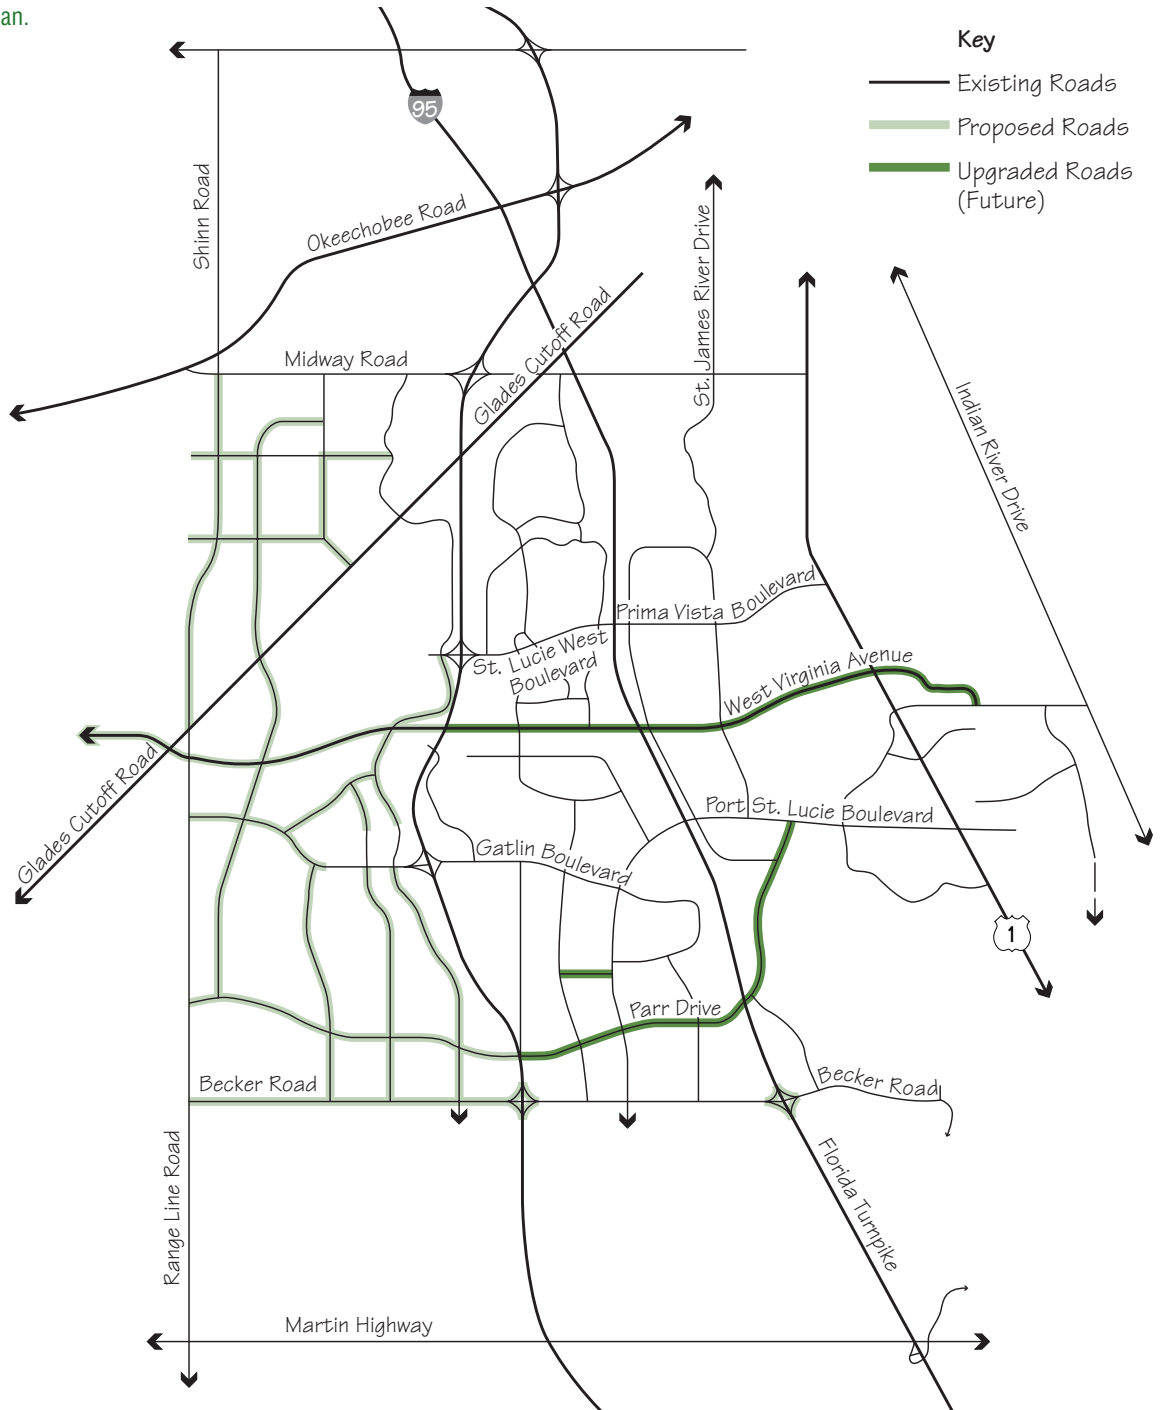 an.
Key
Existing Roads
Proposed Roads
Upgraded Roads
(Future)
95
Shinn Road
Okeechobee Road
St. James River Drive
Glades Cutoff Road
Midway Road
Indian River Drive
Prima Vista Boulevard
St. Lucie West
Boulevard
West Virginia Avenue
Glades Cutoff Road
Port St. Lucie Boulevard
Gatlin Boulevard
1
Parr Drive
Becker Road
Becker Road
Range Line Road
Florida Turnpike
Martin Highway